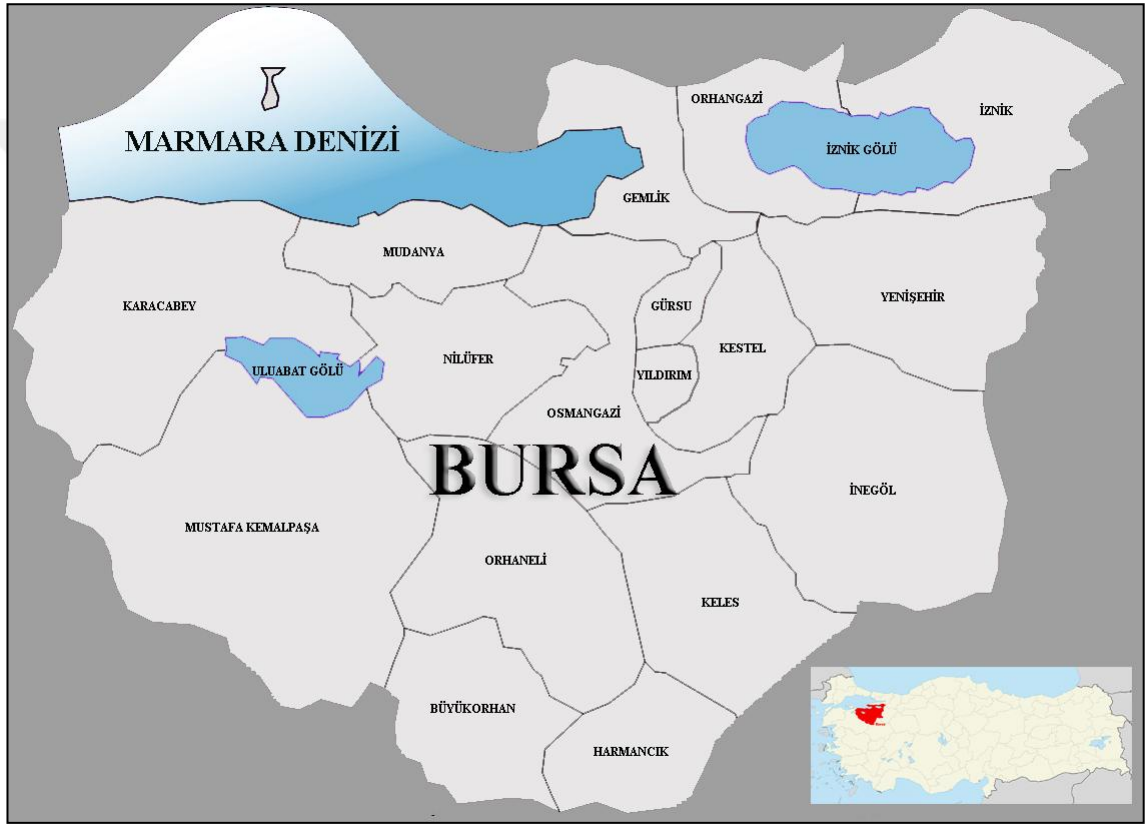 ORHANGAZİ
İZNİK
MARMARA DENİZİ
İZNİK GÖLÜ
GEMLİK
MUDANYA
KARACABEY
GÜRSU
YENİŞEHİR
NİLÜFER
KESTEL
ULUABAT GÖLÜ
YILDIRIM
OSMANGAZİ
BURSA
İNEGÖL
MUSTAFA KEMALPAŞA
ORHANELİ
KELES
BÜYÜKORHAN
HARMANCIK